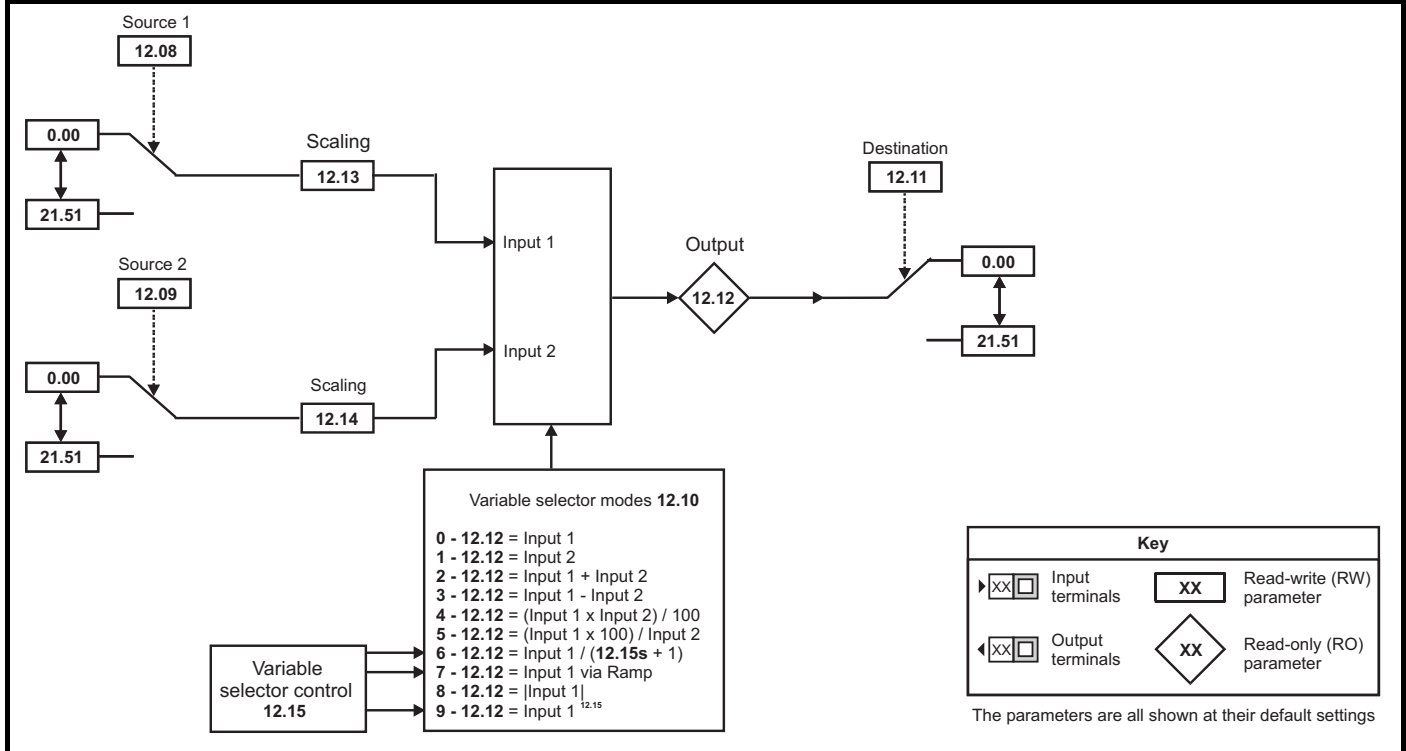 Source 1
12.08
0.00
21.51
Scaling
12.13
Source 2
12.09
0.00
21.51
Scaling
12.14
Input 1
Input 2
Output
12.12
Destination
12.11
0.00
21.51
Variable selector modes 12.10
0 - 12.12 = Input 1
1 - 12.12 = Input 2
2 - 12.12 = Input 1 + Input 2
3 - 12.12 = Input 1 - Input 2
4 - 12.12 = (Input 1 x Input 2) / 100
5 - 12.12 = (Input 1 x 100) / Input 2
6 - 12.12 = Input 1 / (12.15s + 1)
7 - 12.12 = Input 1 via Ramp
8 - 12.12 = |Input 1|
9 - 12.12 = Input 1 12.15
Variable
selector control
12.15
Key
XX
Input
terminals
XX
Read-write (RW)
parameter
XX
Output
terminals
XX
Read-only (RO)
parameter
The parameters are all shown at their default settings